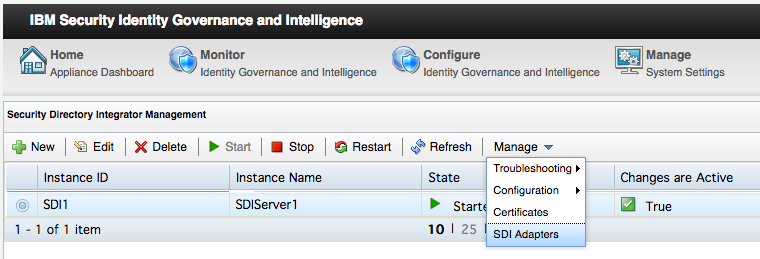 IBM Security Identity Governance and Intelligence
Home Monitor Configure Manage
Appliance Dashboard Identity Governance and Intelligence Identity Governance and Intelligence System Settings
Security Directory Integrator Management
New Edit Delete Start Stop Restart Refresh Manage
Instance ID Instance Name State Changes are Active
SDI1 SDIServer1 Starte True
1 - 1 of 1 item 10 | 25 |
Troubleshooting
Configuration
Certificates
SDI Adapters